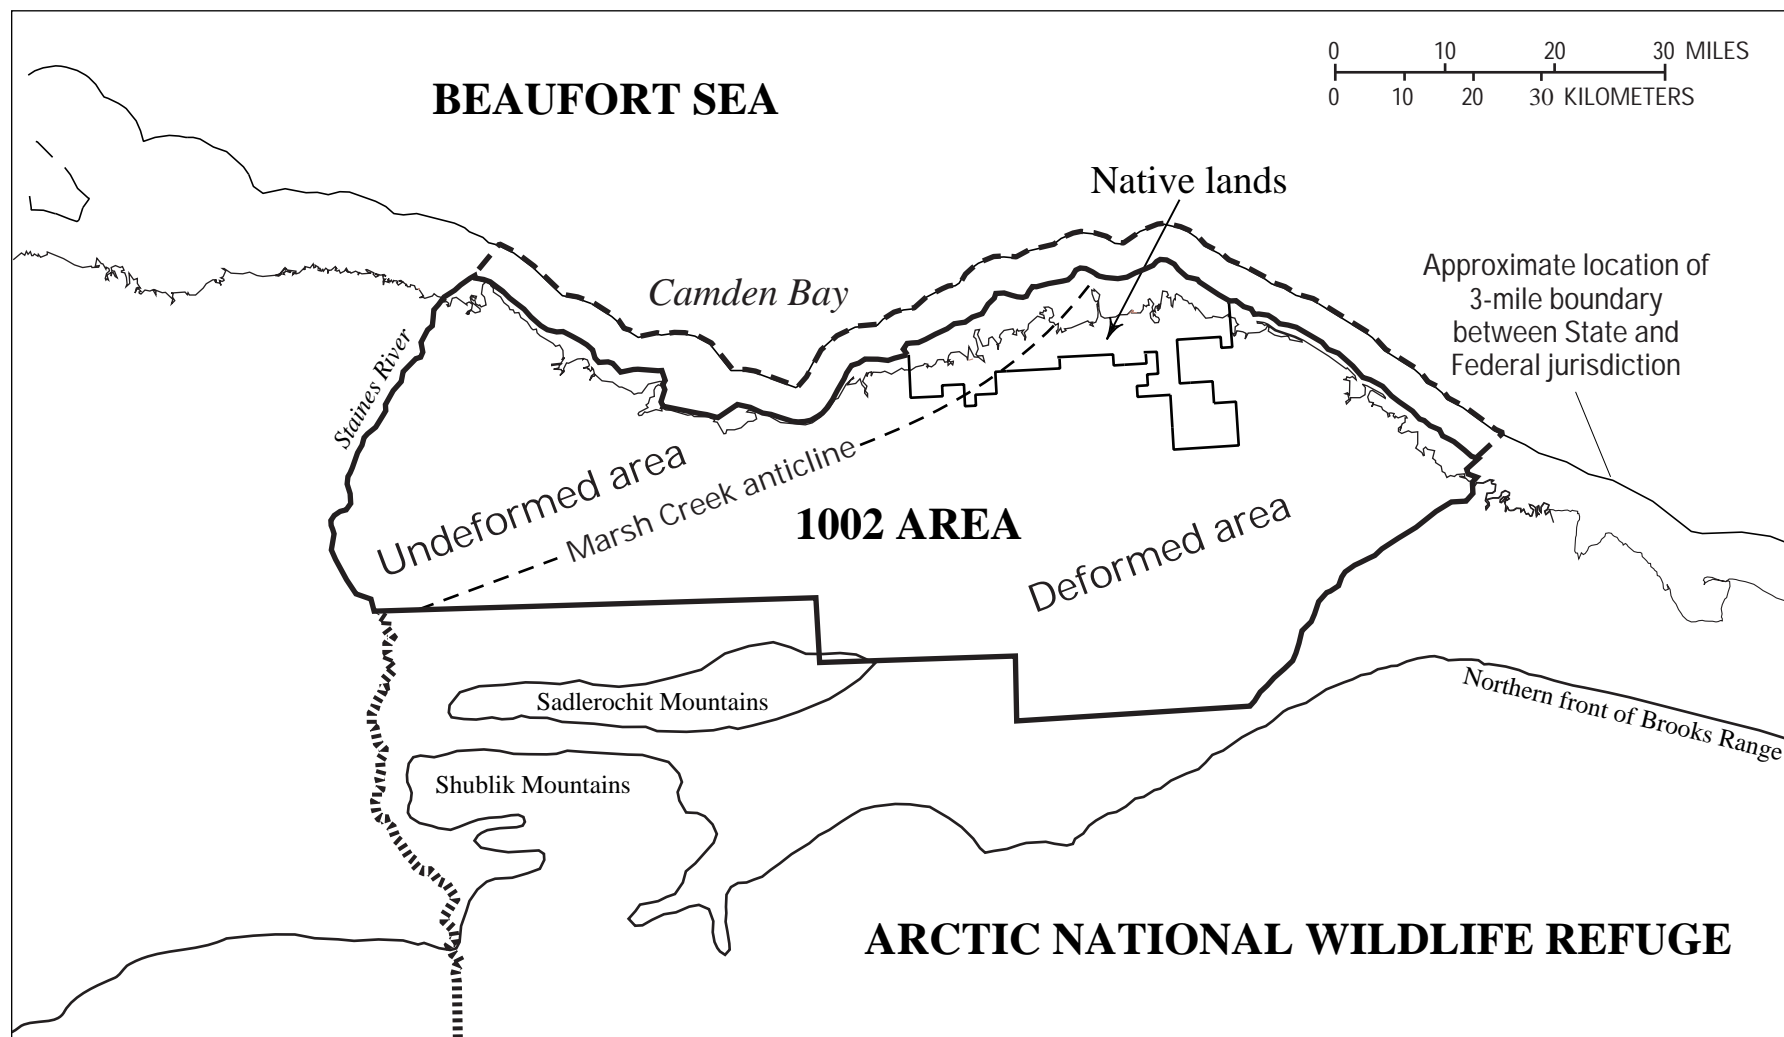 0 10 20 30 MILES
0 10 20 30 KILOMETERS
BEAUFORT SEA
Native lands
Camden Bay
Approximate location of
3-mile boundary
between State and
Federal jurisdiction
Staines River
Undeformed area
Marsh Creek anticline
1002 AREA
Deformed area
Sadlerochit Mountains
Northern front of Brooks Range
Shublik Mountains
ARCTIC NATIONAL WILDLIFE REFUGE